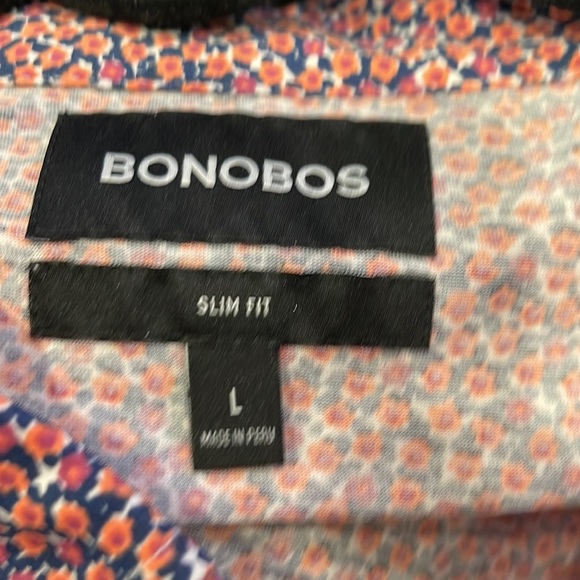 BONOBOS
SLIM FIT
L
MADE IN PERU